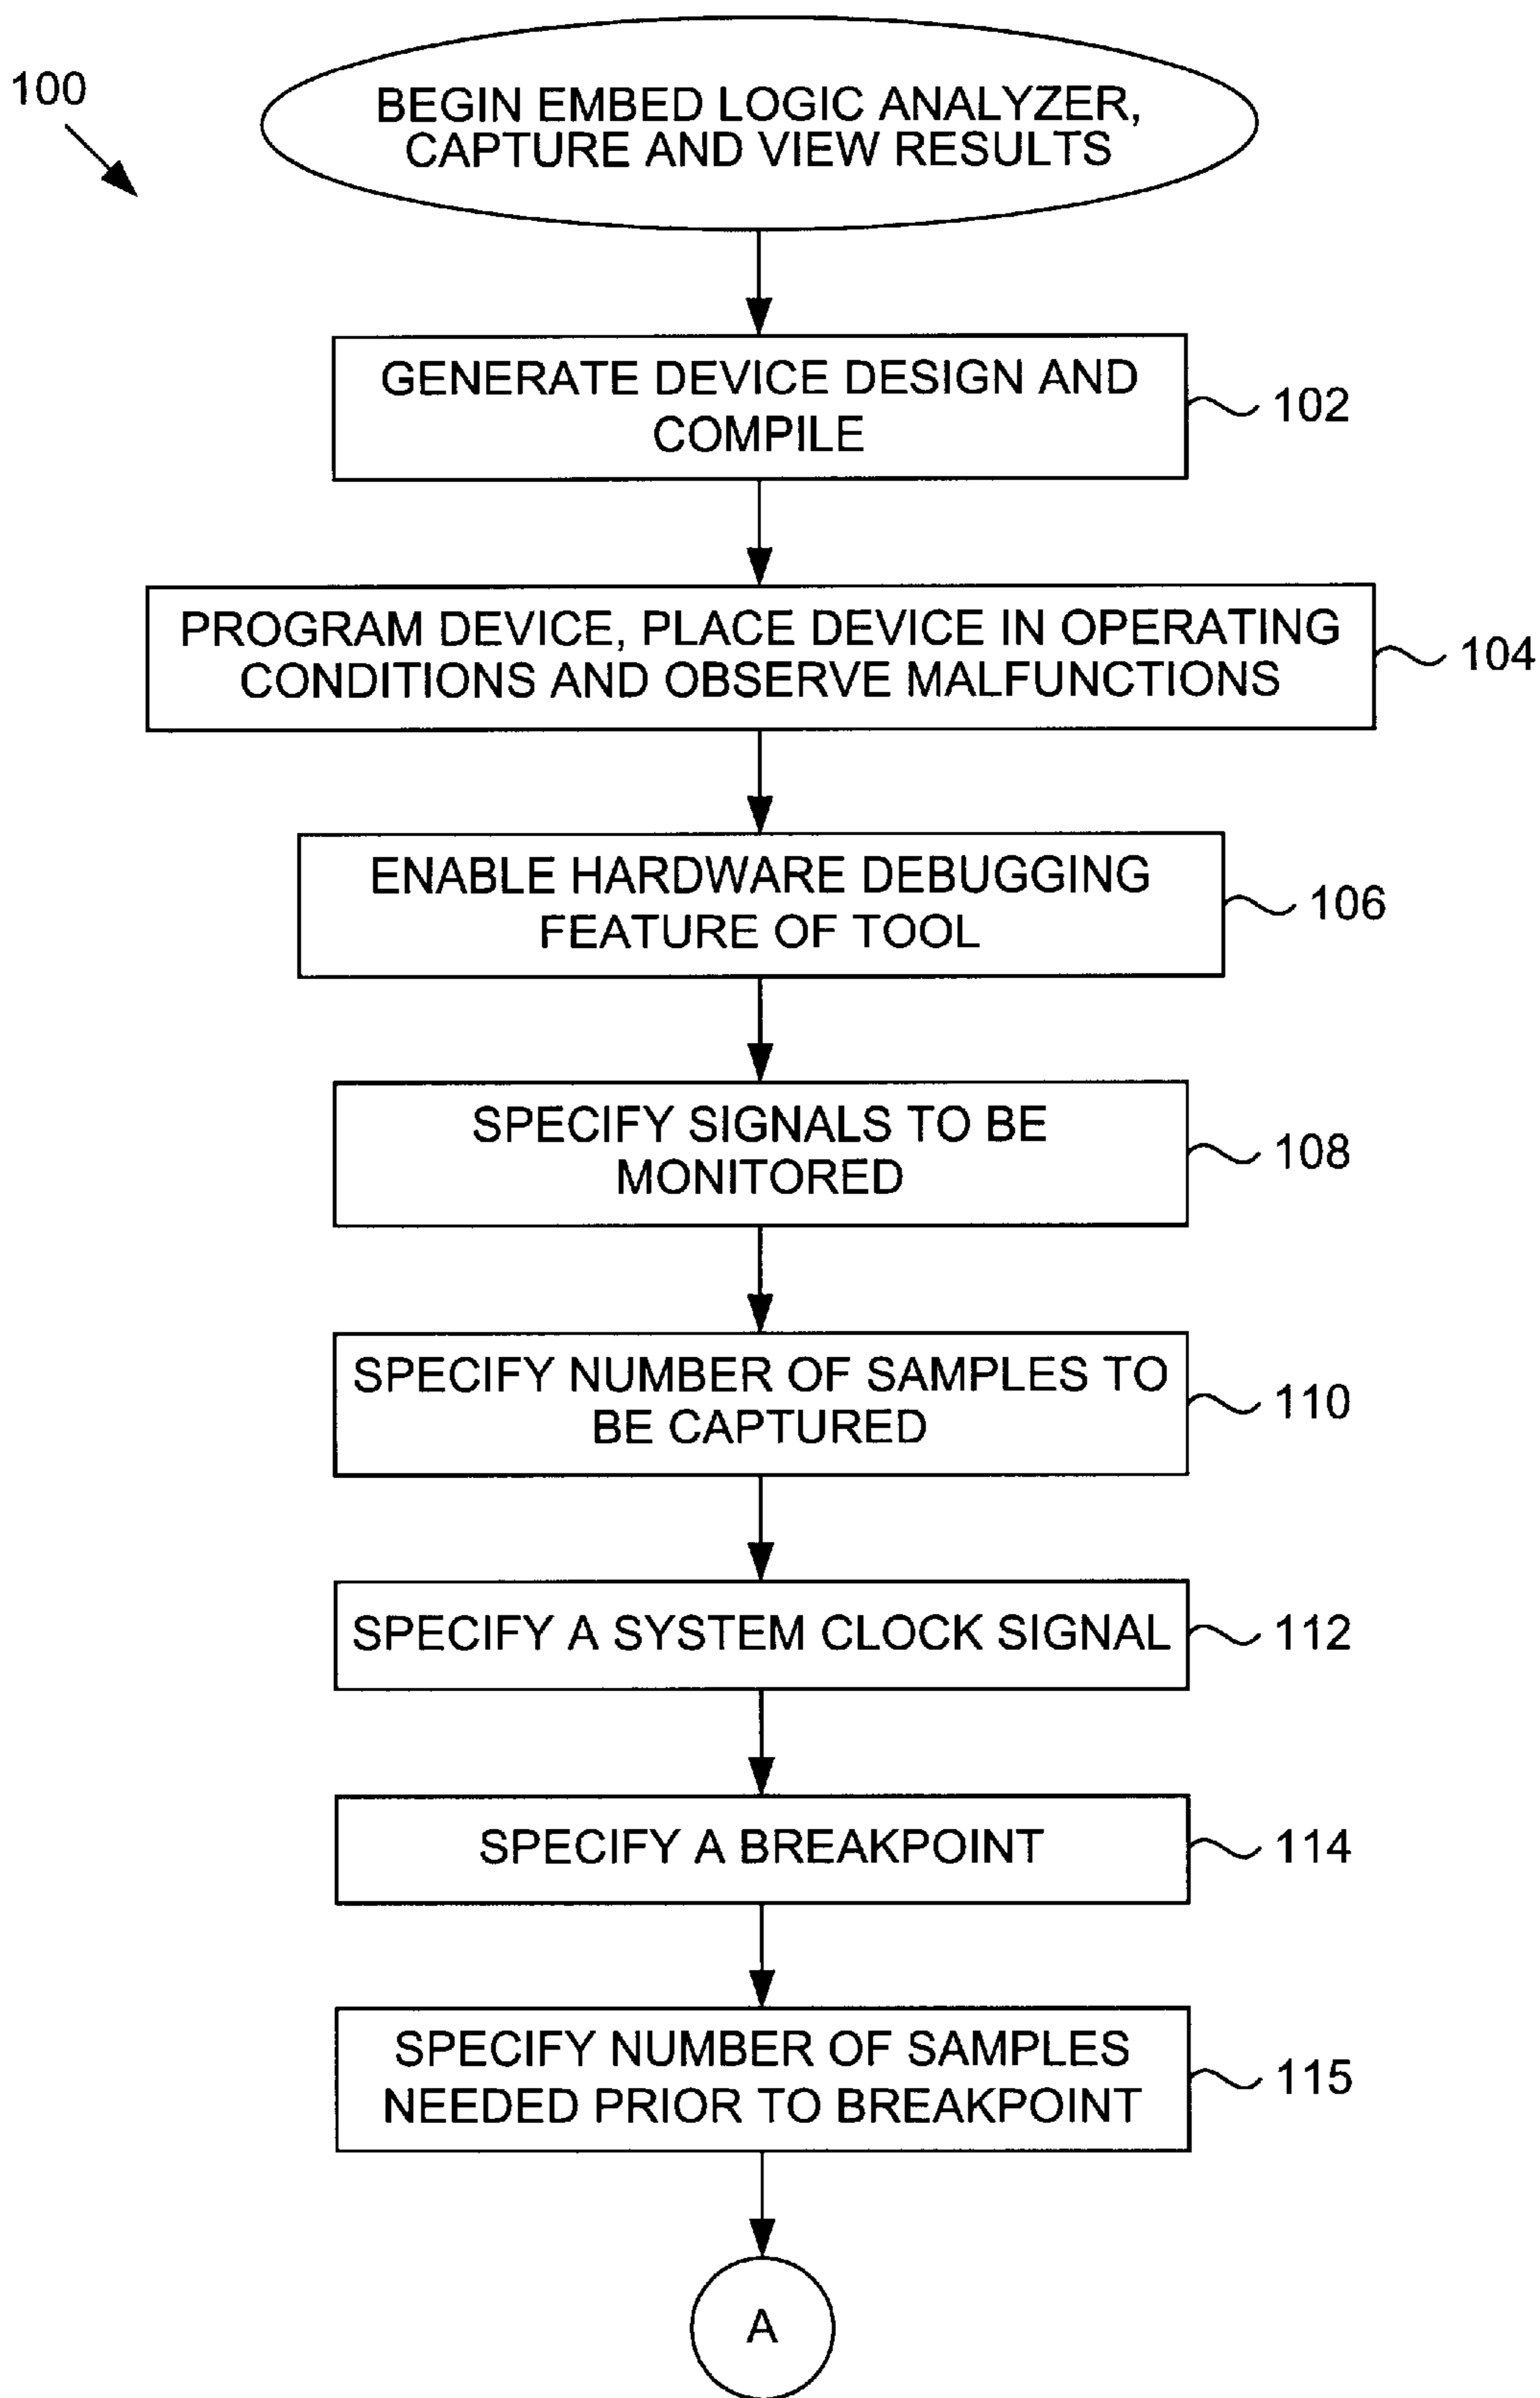 100
BEGIN EMBED LOGIC ANALYZER,
CAPTURE AND VIEW RESULTS
GENERATE DEVICE DESIGN AND
COMPILE
102
PROGRAM DEVICE, PLACE DEVICE IN OPERATING
CONDITIONS AND OBSERVE MALFUNCTIONS
104
ENABLE HARDWARE DEBUGGING
FEATURE OF TOOL
106
SPECIFY SIGNALS TO BE
MONITORED
108
SPECIFY NUMBER OF SAMPLES TO
BE CAPTURED
110
SPECIFY A SYSTEM CLOCK SIGNAL
112
SPECIFY A BREAKPOINT
114
SPECIFY NUMBER OF SAMPLES
NEEDED PRIOR TO BREAKPOINT
115
A